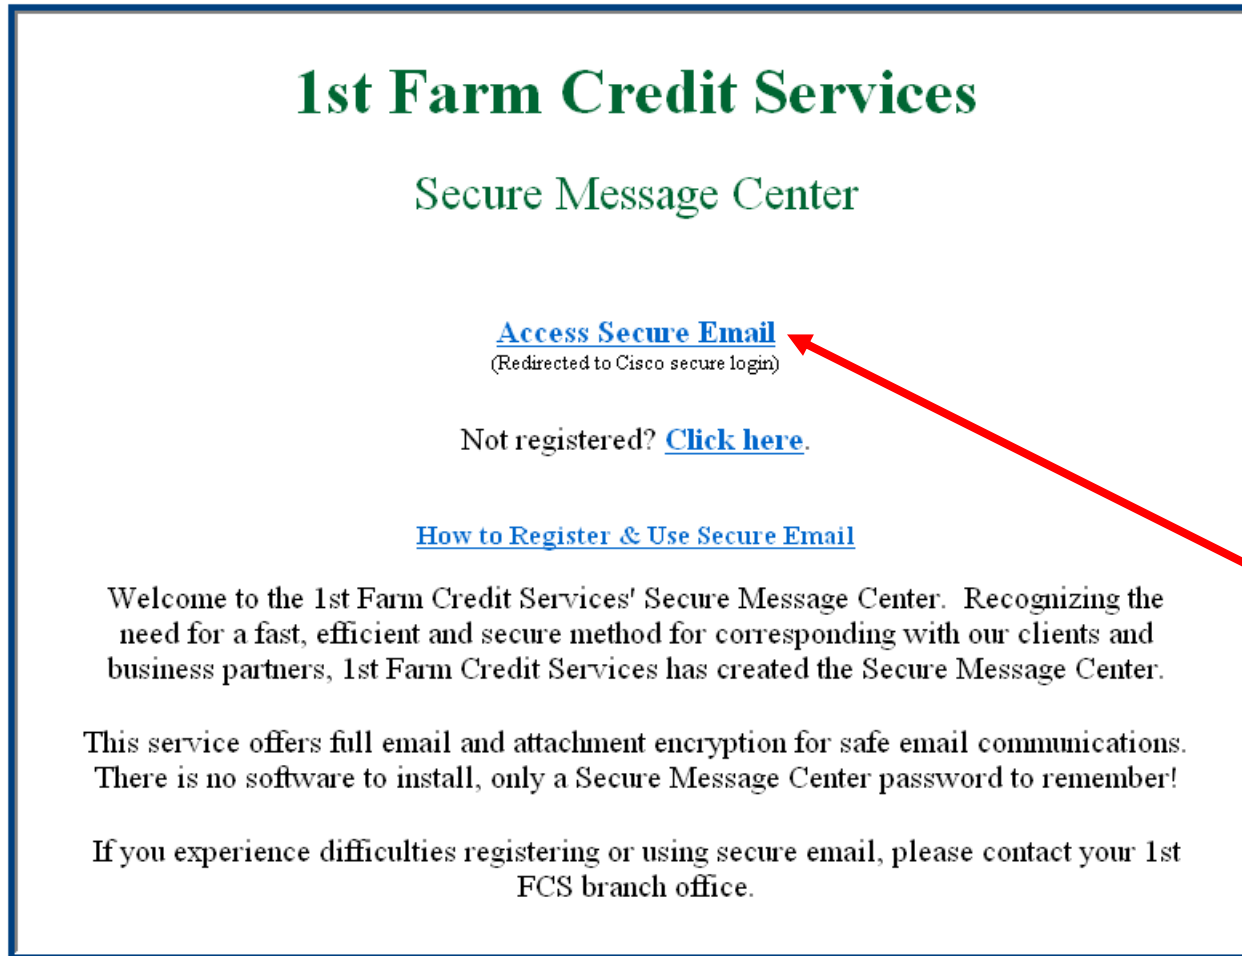 1st Farm Credit Services
Secure Message Center
Access Secure Email
(Redirected to Cisco secure login)
Not registered? Click here.
How to Register & Use Secure Email
Welcome to the 1st Farm Credit Services' Secure Message Center. Recognizing the
need for a fast, efficient and secure method for corresponding with our clients and
business partners, 1st Farm Credit Services has created the Secure Message Center.
This service offers full email and attachment encryption for safe email communications.
There is no software to install, only a Secure Message Center password to remember!
If you experience difficulties registering or using secure email, please contact your 1st
FCS branch office.